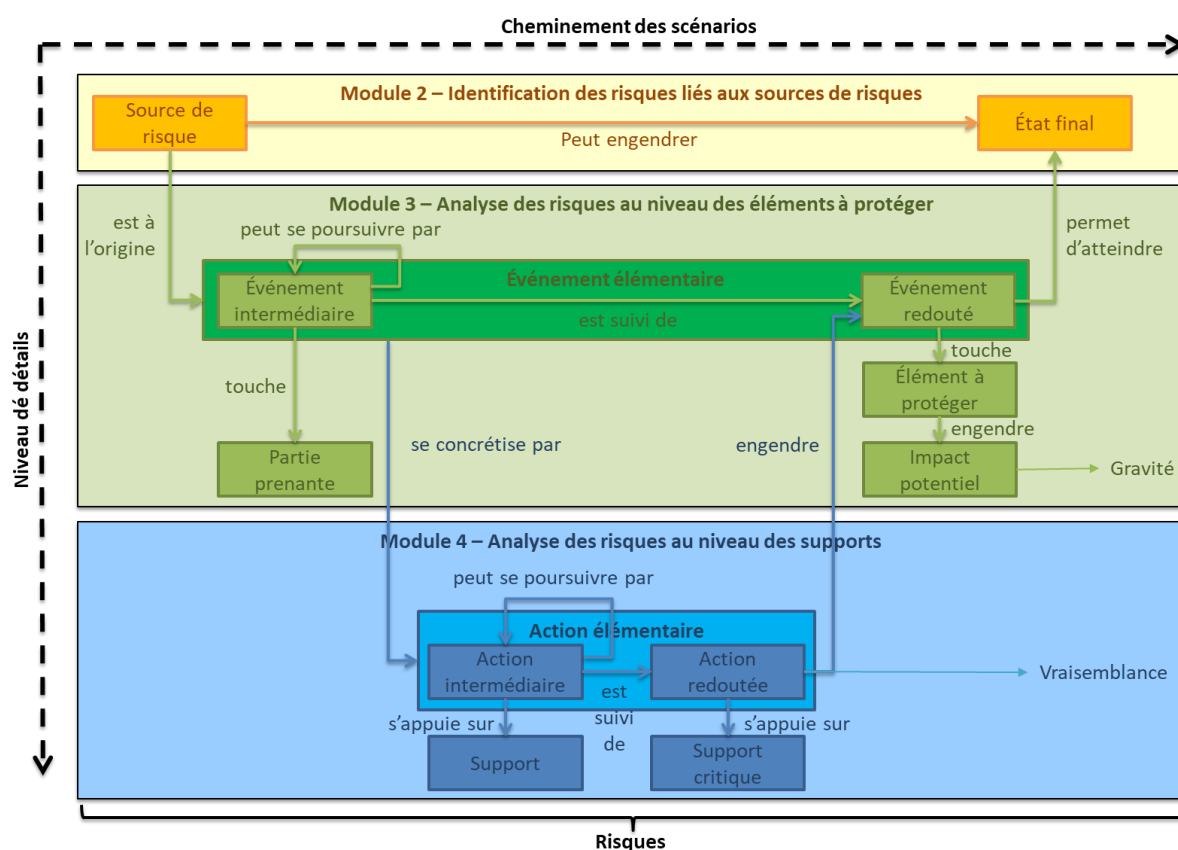 Cheminement des scénarios
Niveau dé détails
Module 2 – Identification des risques liés aux sources de risques
Source de
risque
Peut engendrer
État final
Module 3 – Analyse des risques au niveau des éléments à protéger
est à
l'origine
peut se poursuivre par
permet
d'atteindre
Événement élémentaire
Événement
intermédiaire
est suivi de
Événement
redouté
touche
touche
Élément à
protéger
engendre
se concrétise par
engendre
Partie
prenante
Impact
potentiel
Gravité
Module 4 – Analyse des risques au niveau des supports
peut se poursuivre par
Action élémentaire
Action
intermédiaire
est
suivi
de
Action
redoutée
Vraisemblance
s'appuie sur
s'appuie sur
Support
Support
critique
Risques